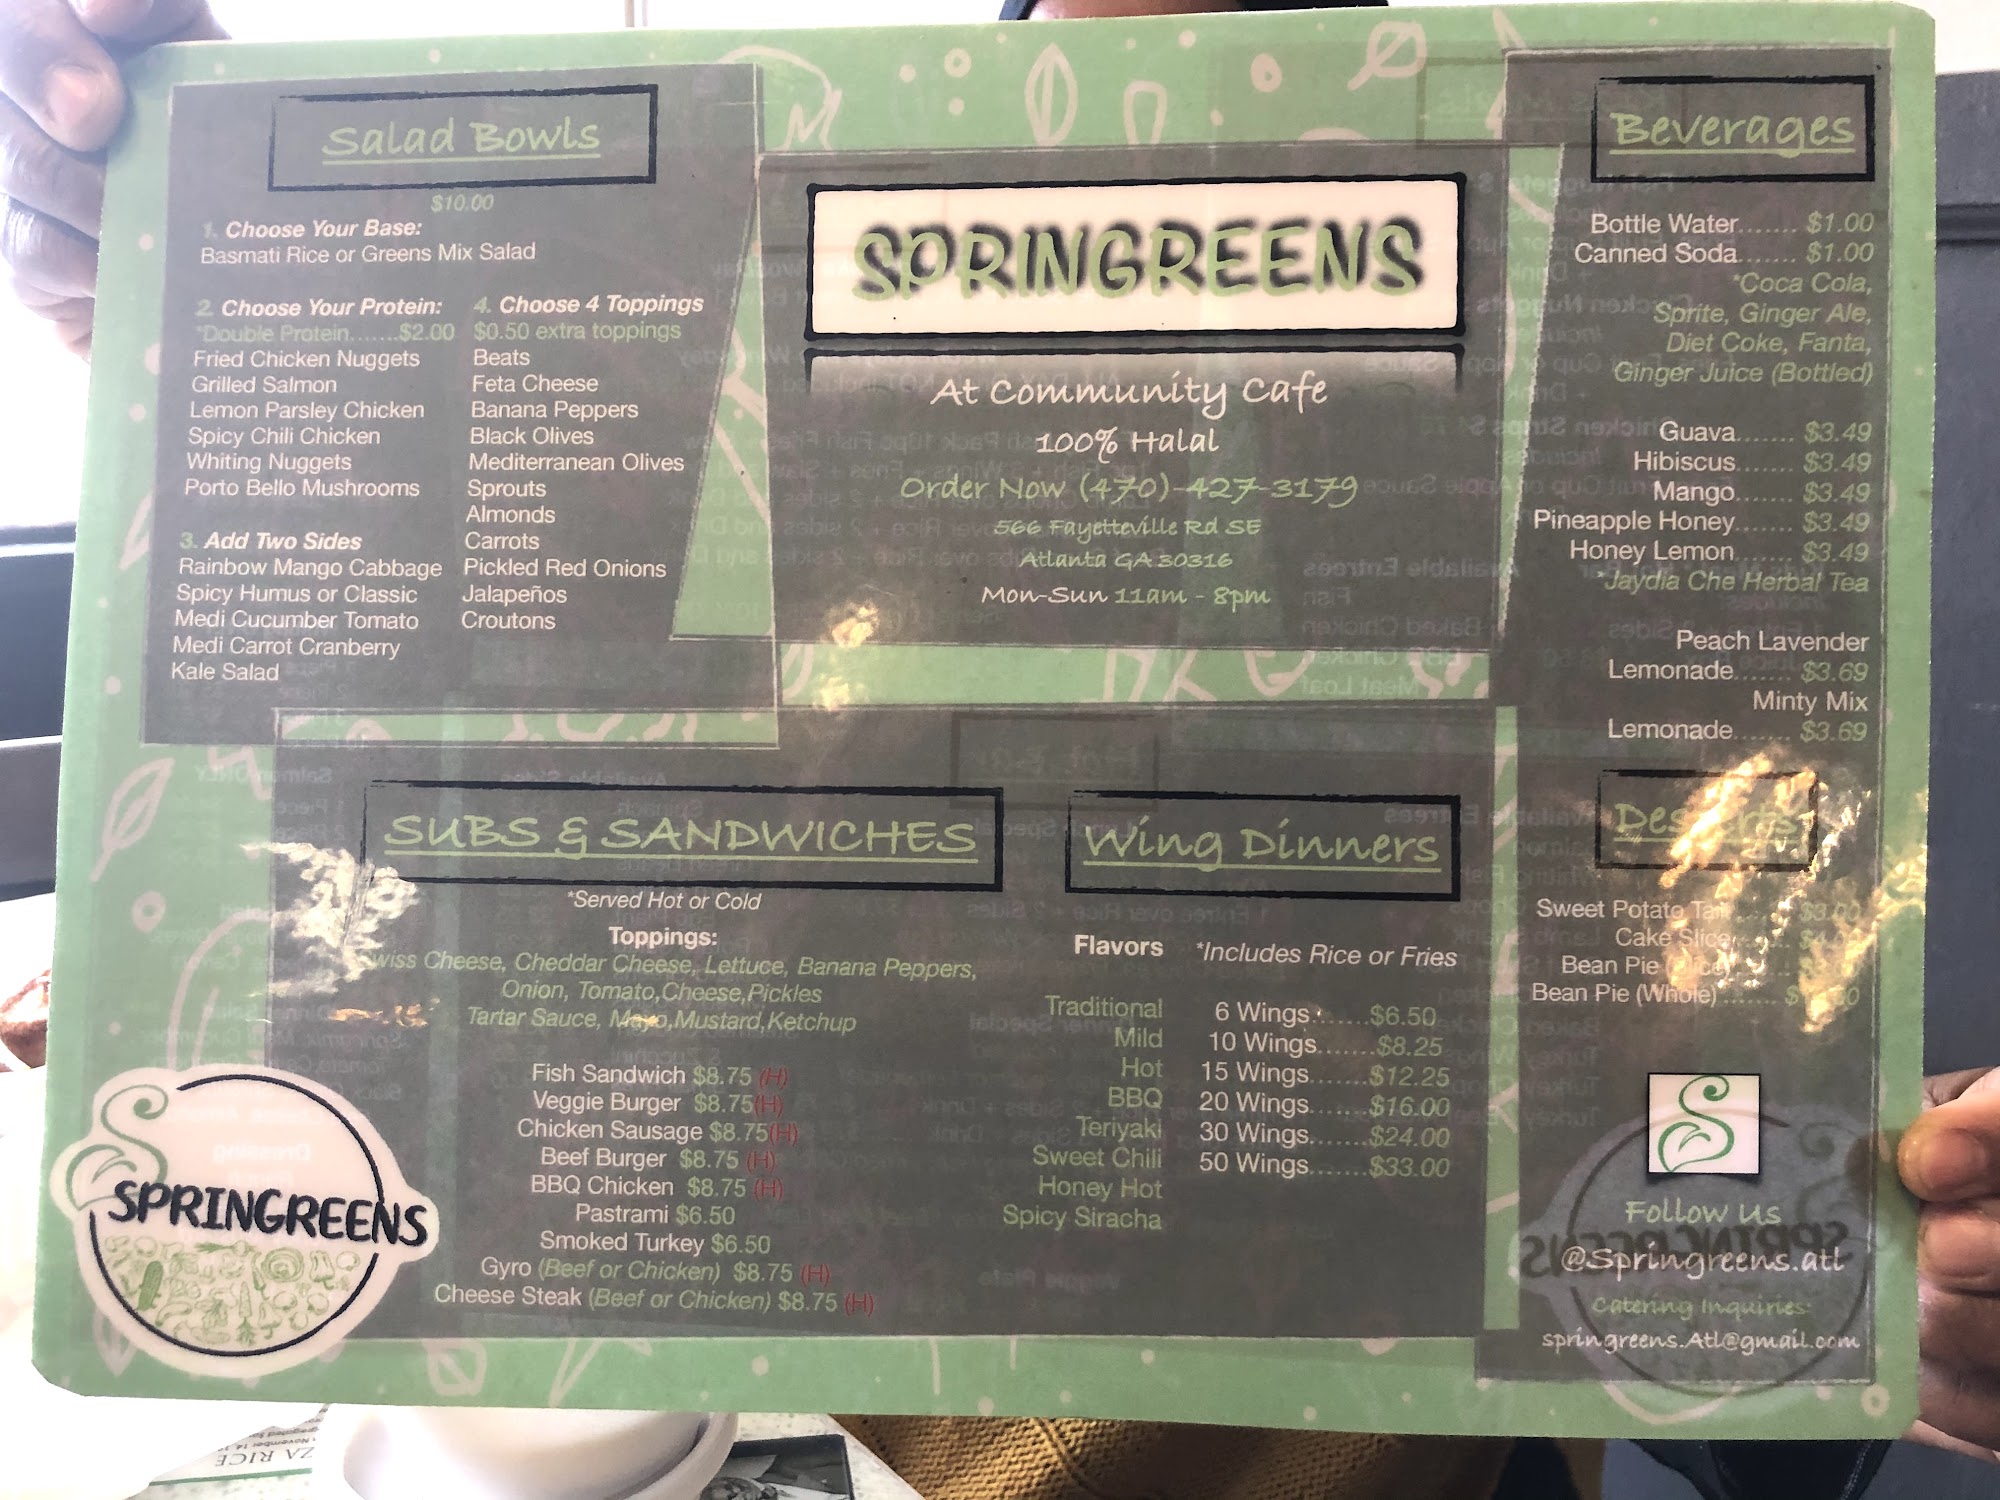 Salad Bowls
$10.00
1. Choose Your Base:
Basmati Rice or Greens Mix Salad
2. Choose Your Protein:
*Double Protein.......$2.00
Fried Chicken Nuggets
Grilled Salmon
Lemon Parsley Chicken
Spicy Chili Chicken
Whiting Nuggets
Porto Bello Mushrooms
3. Add Two Sides
Rainbow Mango Cabbage
Spicy Humus or Classic
Medi Cucumber Tomato
Medi Carrot Cranberry
Kale Salad
4. Choose 4 Toppings
$0.50 extra toppings
Beats
Feta Cheese
Banana Peppers
Black Olives
Mediterranean Olives
Sprouts
Almonds
Carrots
Pickled Red Onions
Jalapeños
Croutons
SPRINGREENS
At Community Cafe
100% Halal
Order Now (470)-427-3179
566 Fayetteville Rd SE
Atlanta GA 30316
Mon-Sun 11am - 8pm
Beverages
Bottle Water....... $1.00
Canned Soda....... $1.00
*Coca Cola,
Sprite, Ginger Ale,
Diet Coke, Fanta,
Ginger Juice (Bottled)
Guava....... $3.49
Hibiscus....... $3.49
Mango....... $3.49
Pineapple Honey....... $3.49
Honey Lemon....... $3.49
*Jaydia Che Herbal Tea
Peach Lavender
Lemonade....... $3.69
Minty Mix
Lemonade....... $3.69
SUBS & SANDWICHES
*Served Hot or Cold
Toppings:
Cheese, Cheddar Cheese, Lettuce, Banana Peppers,
Onion, Tomato,Cheese,Pickles
Tartar Sauce, Mayo,Mustard,Ketchup
Fish Sandwich $8.75 (H)
Veggie Burger $8.75(H)
Chicken Sausage $8.75(H)
Beef Burger $8.75 (H)
BBQ Chicken $8.75 (H)
Pastrami $6.50
Smoked Turkey $6.50
Gyro (Beef or Chicken) $8.75 (H)
Cheese Steak (Beef or Chicken) $8.75 (H)
Wing Dinners
Flavors
Traditional
Mild
Hot
BBQ
Teriyaki
Sweet Chili
Honey Hot
Spicy Siracha
*Includes Rice or Fries
6 Wings.......$6.50
10 Wings.......$8.25
15 Wings.......$12.25
20 Wings.......$16.00
30 Wings.......$24.00
50 Wings.......$33.00
Desserts
Sweet Potato $3.00
Cake Slice
Bean Pie
Bean Pie (Whole)
Follow Us
@Springreens.atl
Catering Inquiries:
springreens.Atl@gmail.com
SPRINGREENS